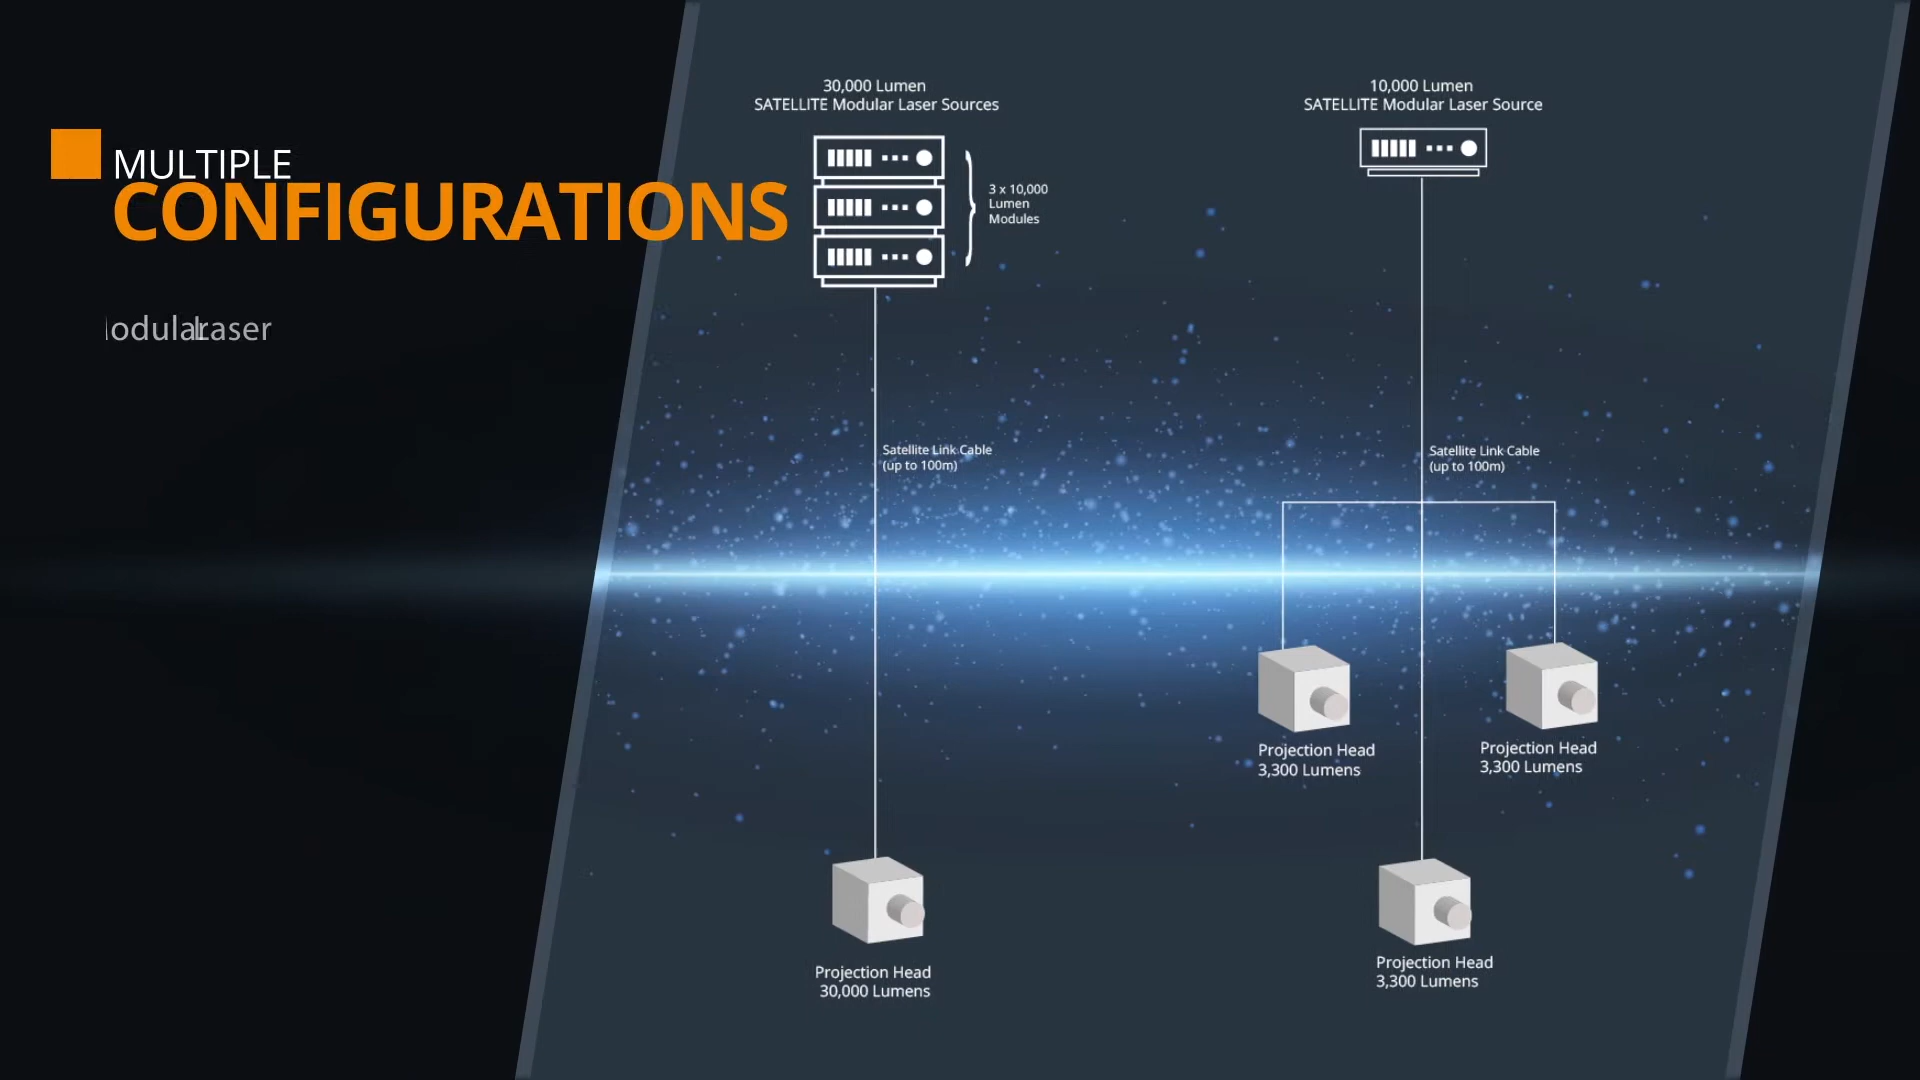 MULTIPLE
CONFIGURATIONS
Laser
30,000 Lumen
SATELLITE Modular Laser Sources
3 x 10,000
Lumen
Modules
Satellite Link Cable
(up to 100m)
Projection Head
30,000 Lumens
10,000 Lumen
SATELLITE Modular Laser Source
Satellite Link Cable
(up to 100m)
Projection Head
3,300 Lumens
Projection Head
3,300 Lumens
Projection Head
3,300 Lumens